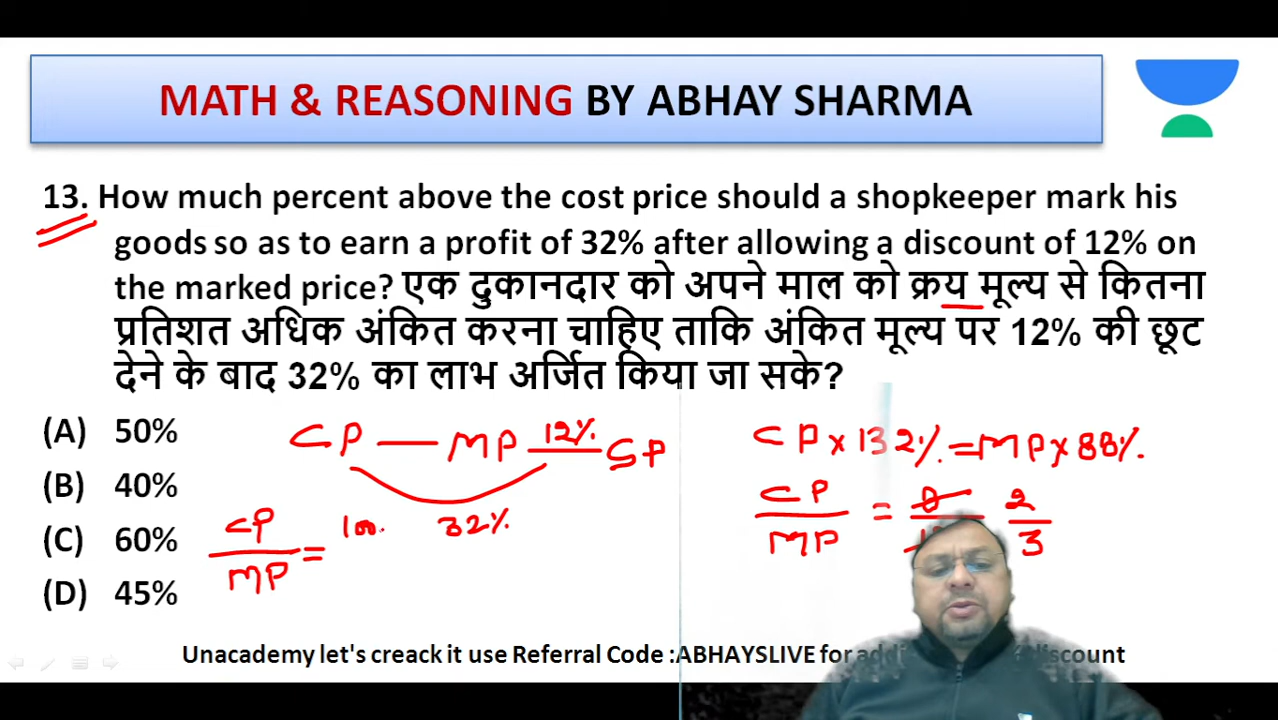 MATH & REASONING BY ABHAY SHARMA
13. How much percent above the cost price should a shopkeeper mark his
goods so as to earn a profit of 32% after allowing a discount of 12% on
the marked price? एक दुकानदार को अपने माल को क्रय मूल्य से कितना
प्रतिशत अधिक अंकित करना चाहिए ताकि अंकित मूल्य पर 12% की छूट
देने के बाद 32% का लाभ अर्जित किया जा सके?
(A) 50%
(B) 40%
(C) 60%
(D) 45%
CP — MP 12% SP
32%
CP/MP = 100
CP x 132% = MP x 88%
CP/MP = 8/ 2/3
Unacademy let's creack it use Referral Code :ABHAYSLIVE for discount